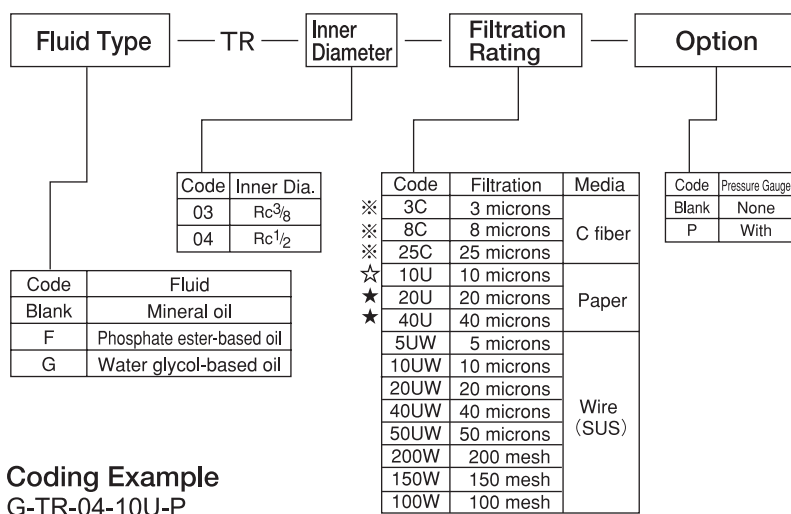 Fluid Type — TR — Inner Diameter — Filtration Rating — Option
Code Inner Dia.
03 Rc3/8
04 Rc1/2
Code Fluid
Blank Mineral oil
F Phosphate ester-based oil
G Water glycol-based oil
Code Filtration Media
※ 3C 3 microns C fiber
※ 8C 8 microns
※ 25C 25 microns
☆ 10U 10 microns Paper
★ 20U 20 microns
★ 40U 40 microns
5UW 5 microns Wire (SUS)
10UW 10 microns
20UW 20 microns
40UW 40 microns
50UW 50 microns
200W 200 mesh
150W 150 mesh
100W 100 mesh
Code Pressure Gauge
Blank None
P With
Coding Example
G-TR-04-10U-P